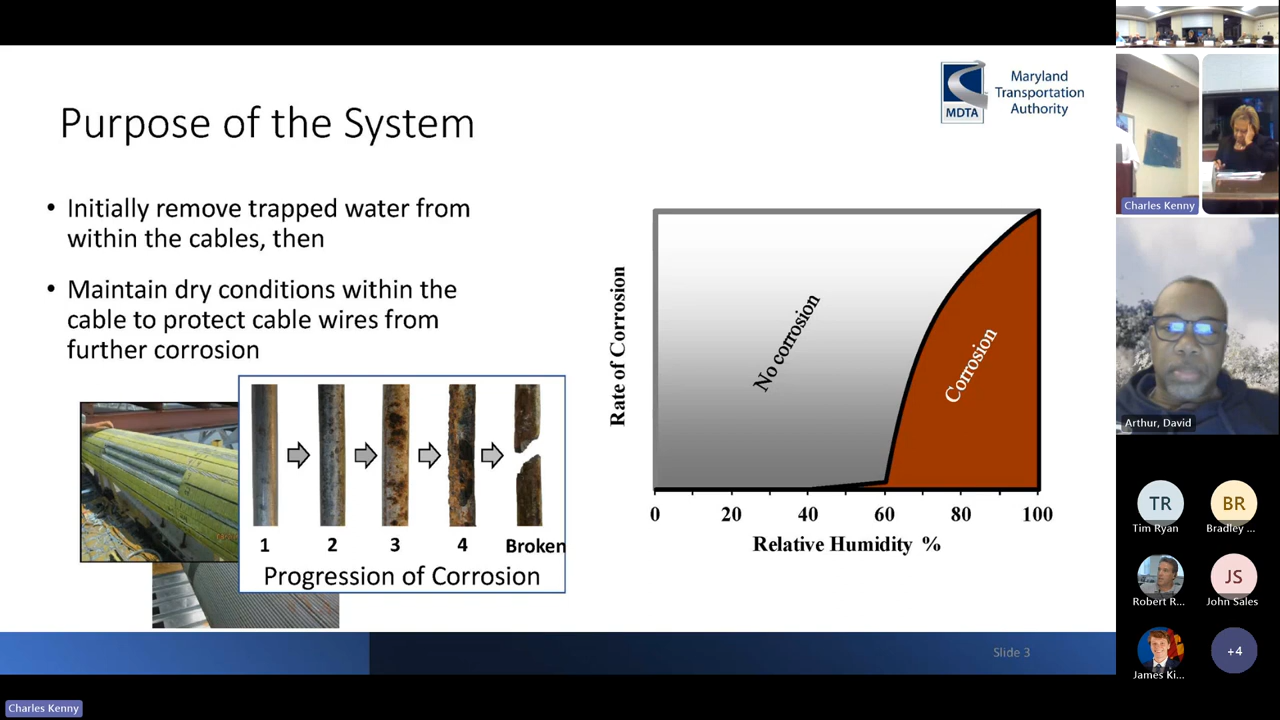 Purpose of the System
MDTA
Maryland
Transportation
Authority
• Initially remove trapped water from
within the cables, then
• Maintain dry conditions within the
cable to protect cable wires from
further corrosion
1
2
3
4
Broken
Progression of Corrosion
Rate of Corrosion
No corrosion
Corrosion
0
20
40
60
80
100
Relative Humidity %
Slide 3
Charles Kenny
Charles Kenny
Arthur, David
TR
Tim Ryan
BR
Bradley ...
Robert R...
JS
John Sales
James Ki...
+4